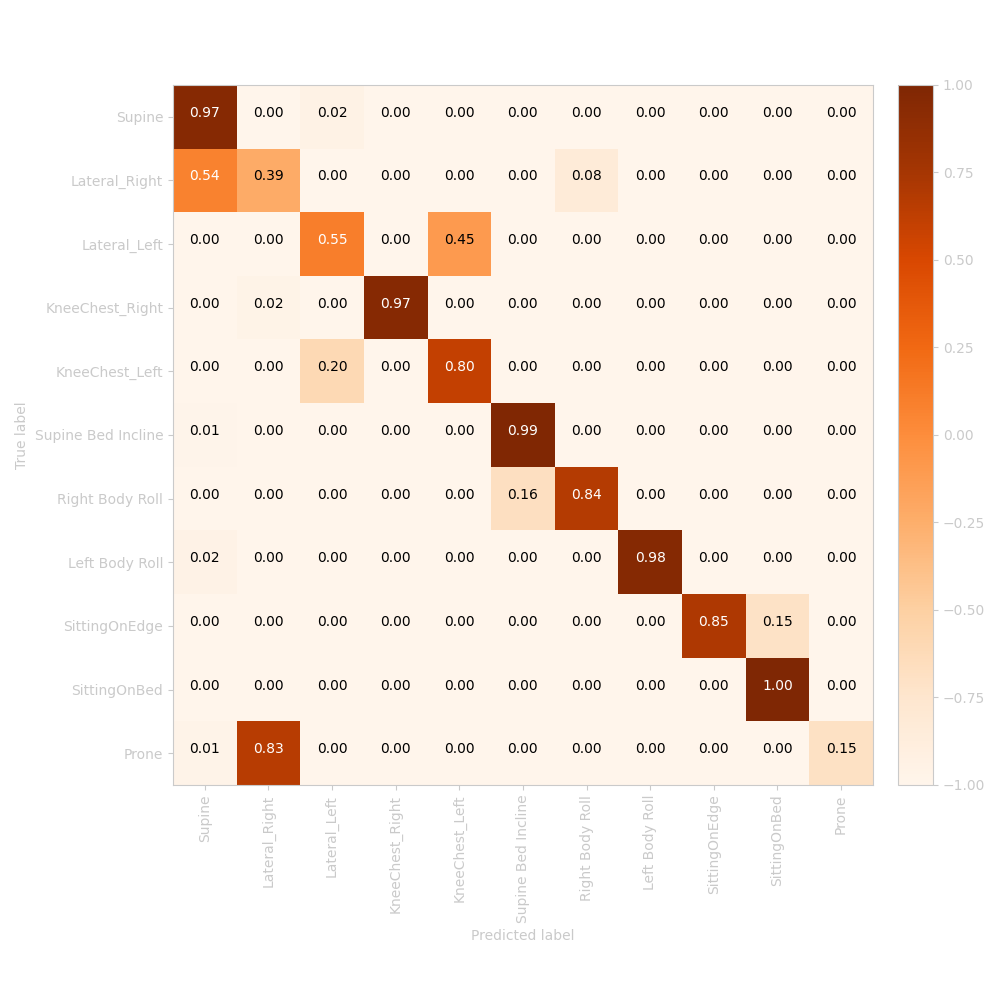 Supine 0.97 0.00 0.02 0.00 0.00 0.00 0.00 0.00 0.00 0.00 0.00
Lateral_Right 0.54 0.39 0.00 0.00 0.00 0.00 0.08 0.00 0.00 0.00 0.00
Lateral_Left 0.00 0.00 0.55 0.00 0.45 0.00 0.00 0.00 0.00 0.00 0.00
KneeChest_Right 0.00 0.02 0.00 0.97 0.00 0.00 0.00 0.00 0.00 0.00 0.00
KneeChest_Left 0.00 0.00 0.20 0.00 0.80 0.00 0.00 0.00 0.00 0.00 0.00
Supine Bed Incline 0.01 0.00 0.00 0.00 0.00 0.99 0.00 0.00 0.00 0.00 0.00
Right Body Roll 0.00 0.00 0.00 0.00 0.00 0.16 0.84 0.00 0.00 0.00 0.00
Left Body Roll 0.02 0.00 0.00 0.00 0.00 0.00 0.00 0.98 0.00 0.00 0.00
SittingOnEdge 0.00 0.00 0.00 0.00 0.00 0.00 0.00 0.00 0.85 0.15 0.00
SittingOnBed 0.00 0.00 0.00 0.00 0.00 0.00 0.00 0.00 0.00 1.00 0.00
Prone 0.01 0.83 0.00 0.00 0.00 0.00 0.00 0.00 0.00 0.00 0.15
True label
Supine
Lateral_Right
Lateral_Left
KneeChest_Right
KneeChest_Left
Supine Bed Incline
Right Body Roll
Left Body Roll
SittingOnEdge
SittingOnBed
Prone
Predicted label
1.00
0.75
0.50
0.25
0.00
−0.25
−0.50
−0.75
−1.00